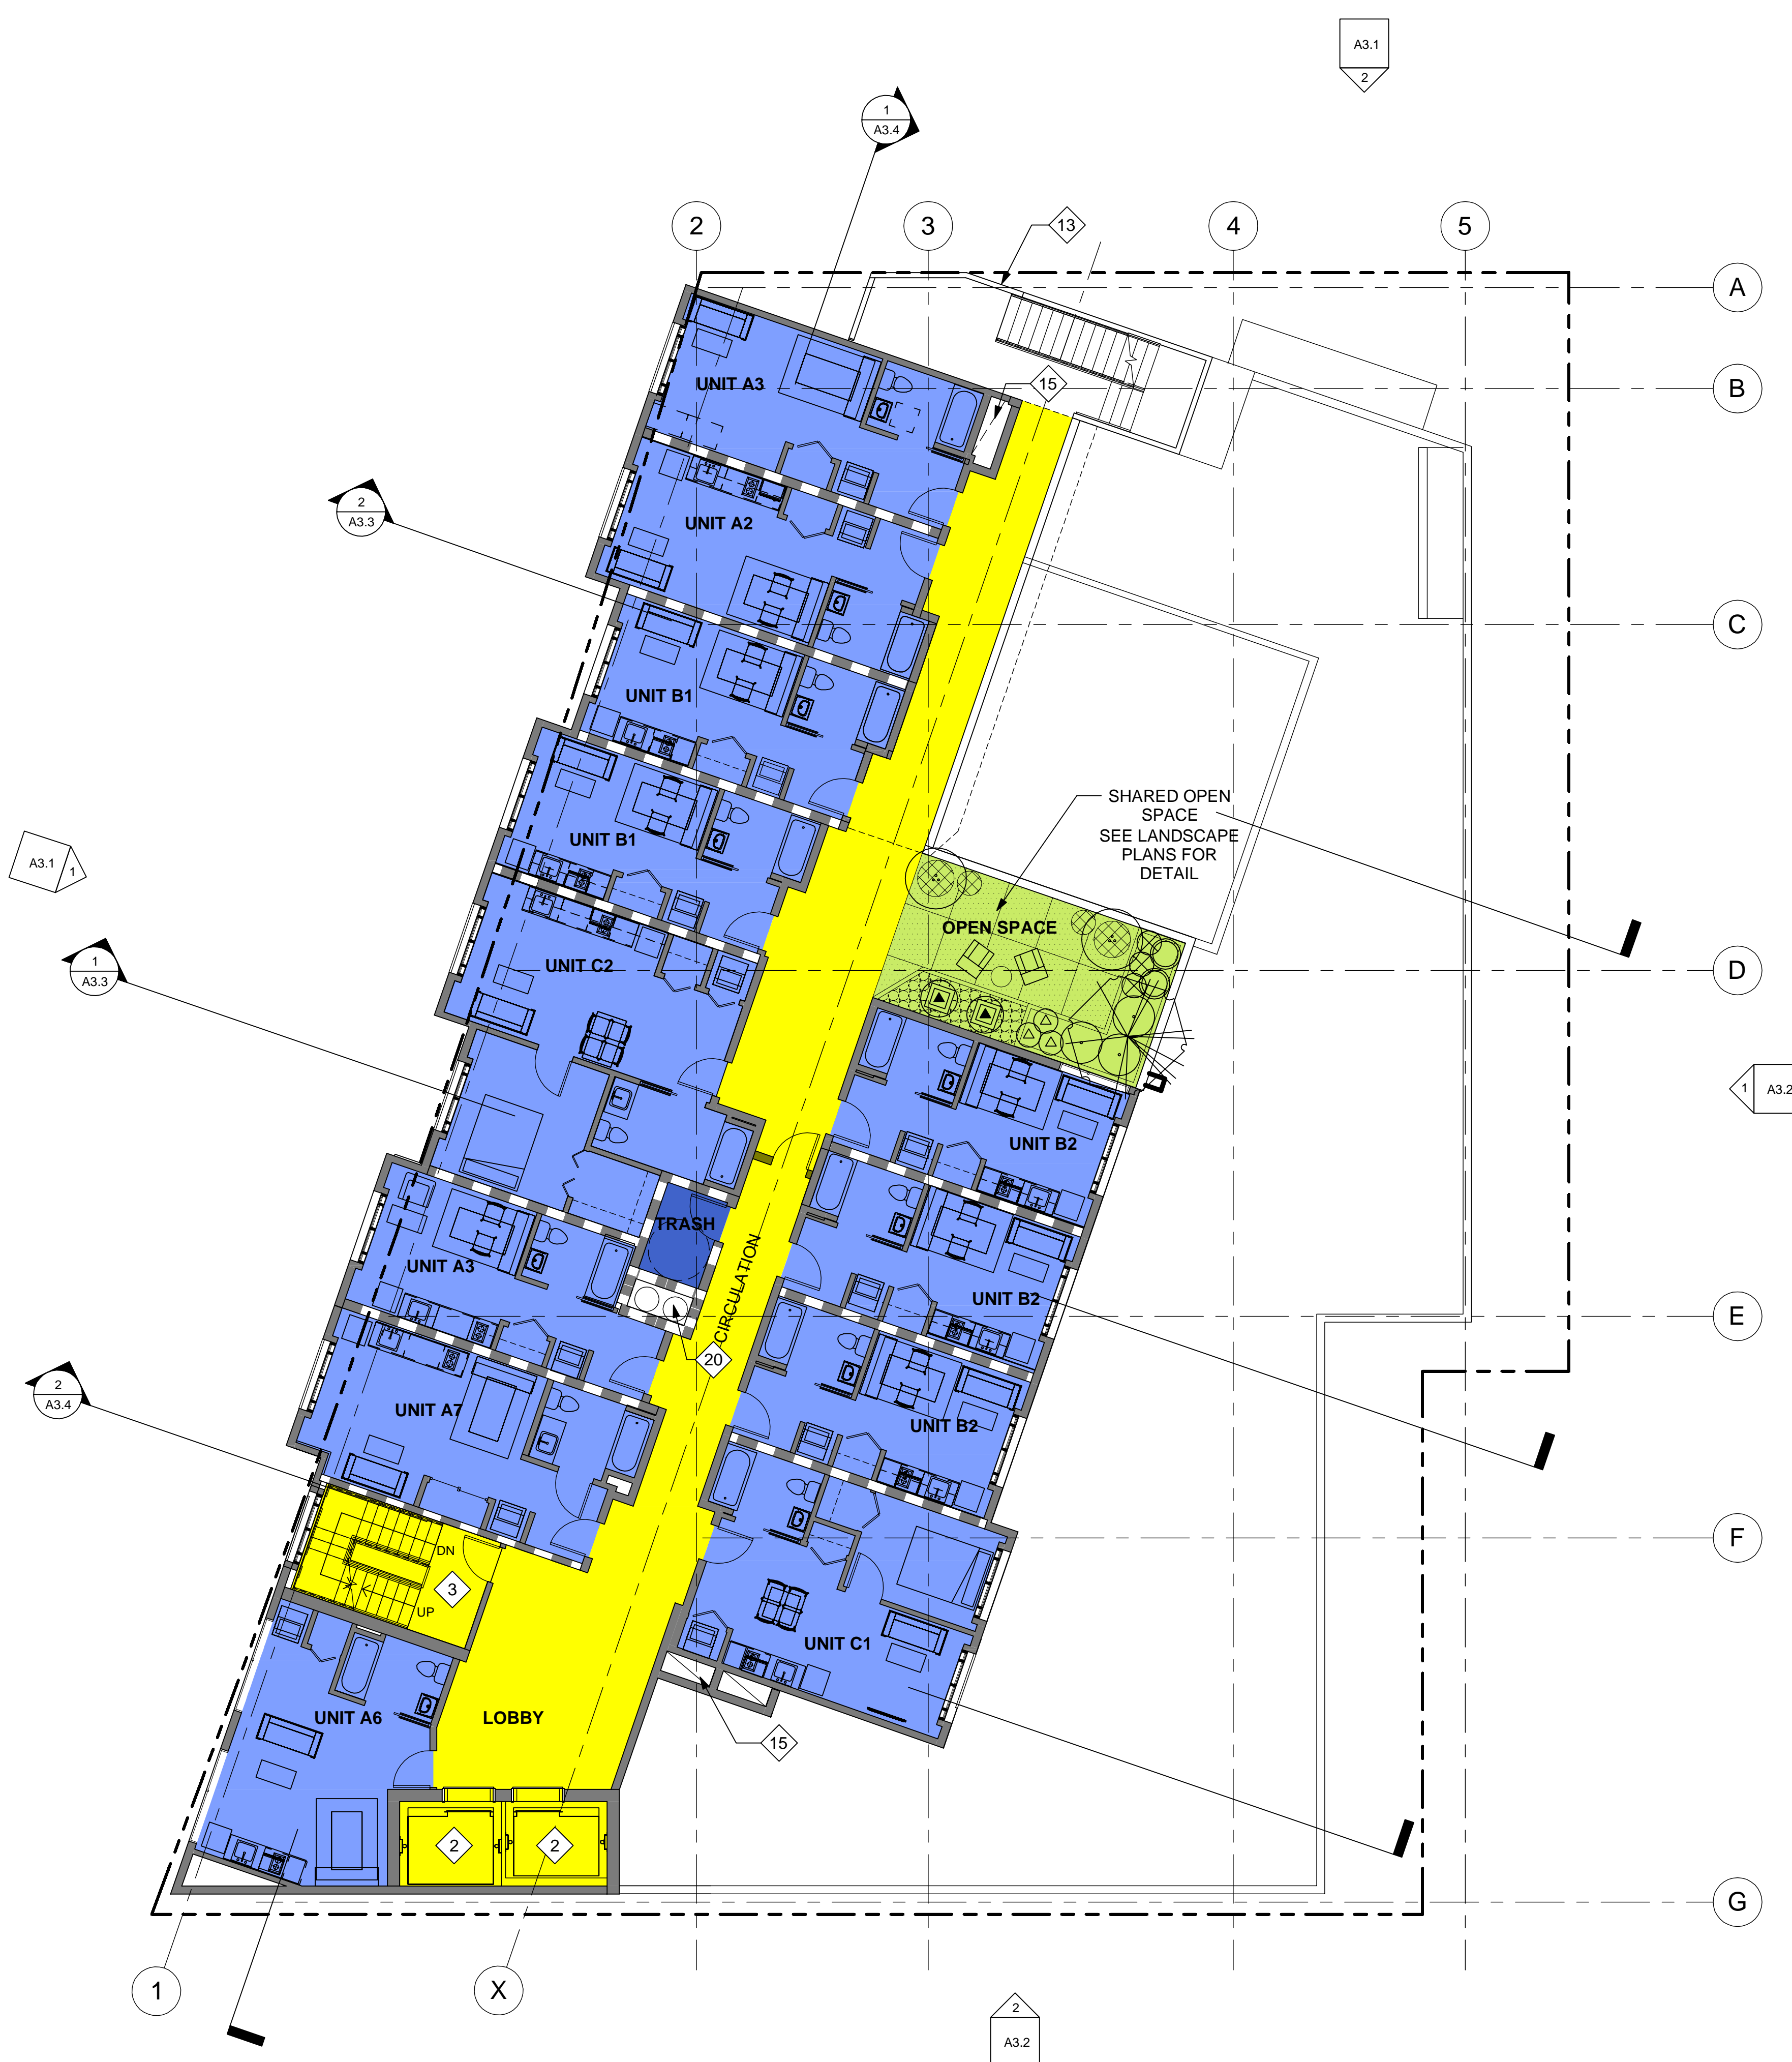 A3.1
2
1
A3.4
2
3
4
5
13
A
UNIT A3
15
B
2
A3.3
UNIT A2
C
UNIT B1
SHARED OPEN
SPACE
SEE LANDSCAPE
PLANS FOR
DETAIL
UNIT B1
A3.1
1
OPEN SPACE
UNIT C2
1
A3.3
D
1
A3.2
UNIT B2
TRASH
CIRCULATION
UNIT A3
UNIT B2
E
20
2
A3.4
UNIT A7
UNIT B2
F
DN
3
UP
UNIT C1
UNIT A6
LOBBY
15
2
2
G
1
X
2
A3.2